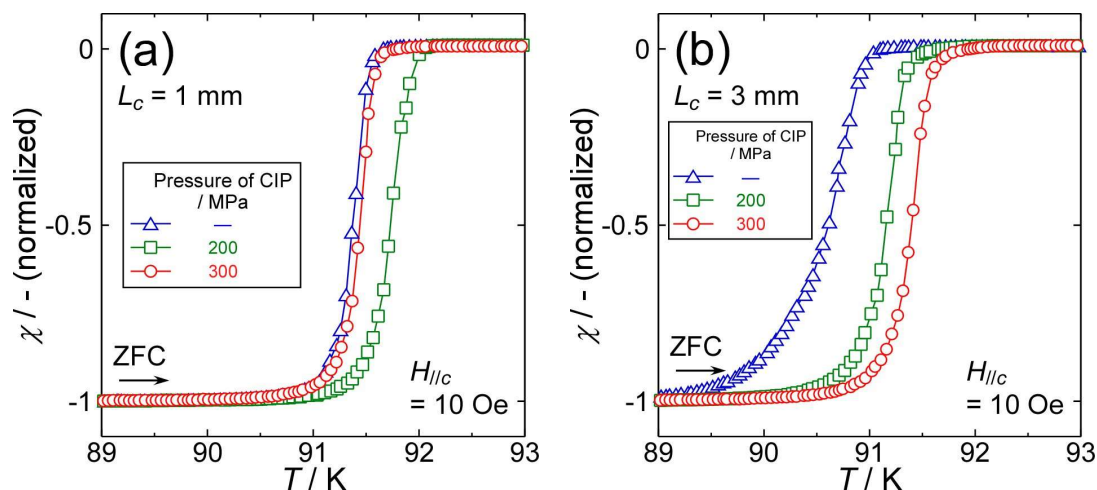 (a)
L_c = 1 mm
Pressure of CIP
/ MPa
—
200
300
ZFC
H//c
= 10 Oe
0
-0.5
-1
χ / - (normalized)
89 90 91 92 93
T / K
(b)
L_c = 3 mm
Pressure of CIP
/ MPa
—
200
300
ZFC
H//c
= 10 Oe
0
-0.5
-1
χ / - (normalized)
89 90 91 92 93
T / K